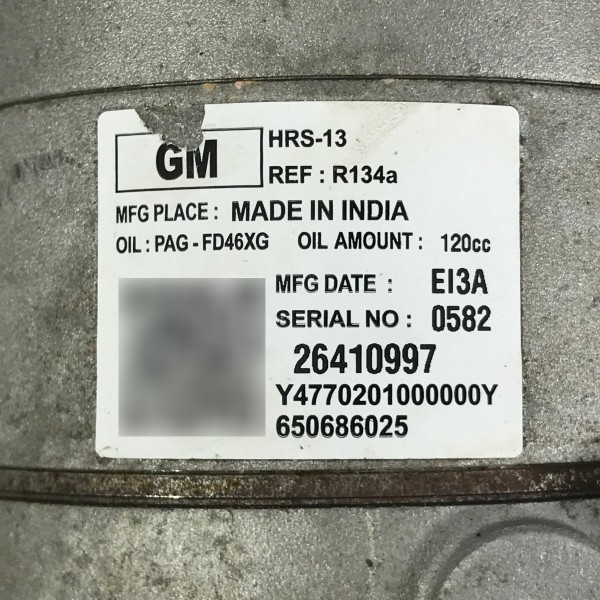 GM
HRS-13
REF : R134a
MFG PLACE : MADE IN INDIA
OIL : PAG - FD46XG OIL AMOUNT : 120cc
MFG DATE : EI3A
SERIAL NO : 0582
26410997
Y4770201000000Y
650686025